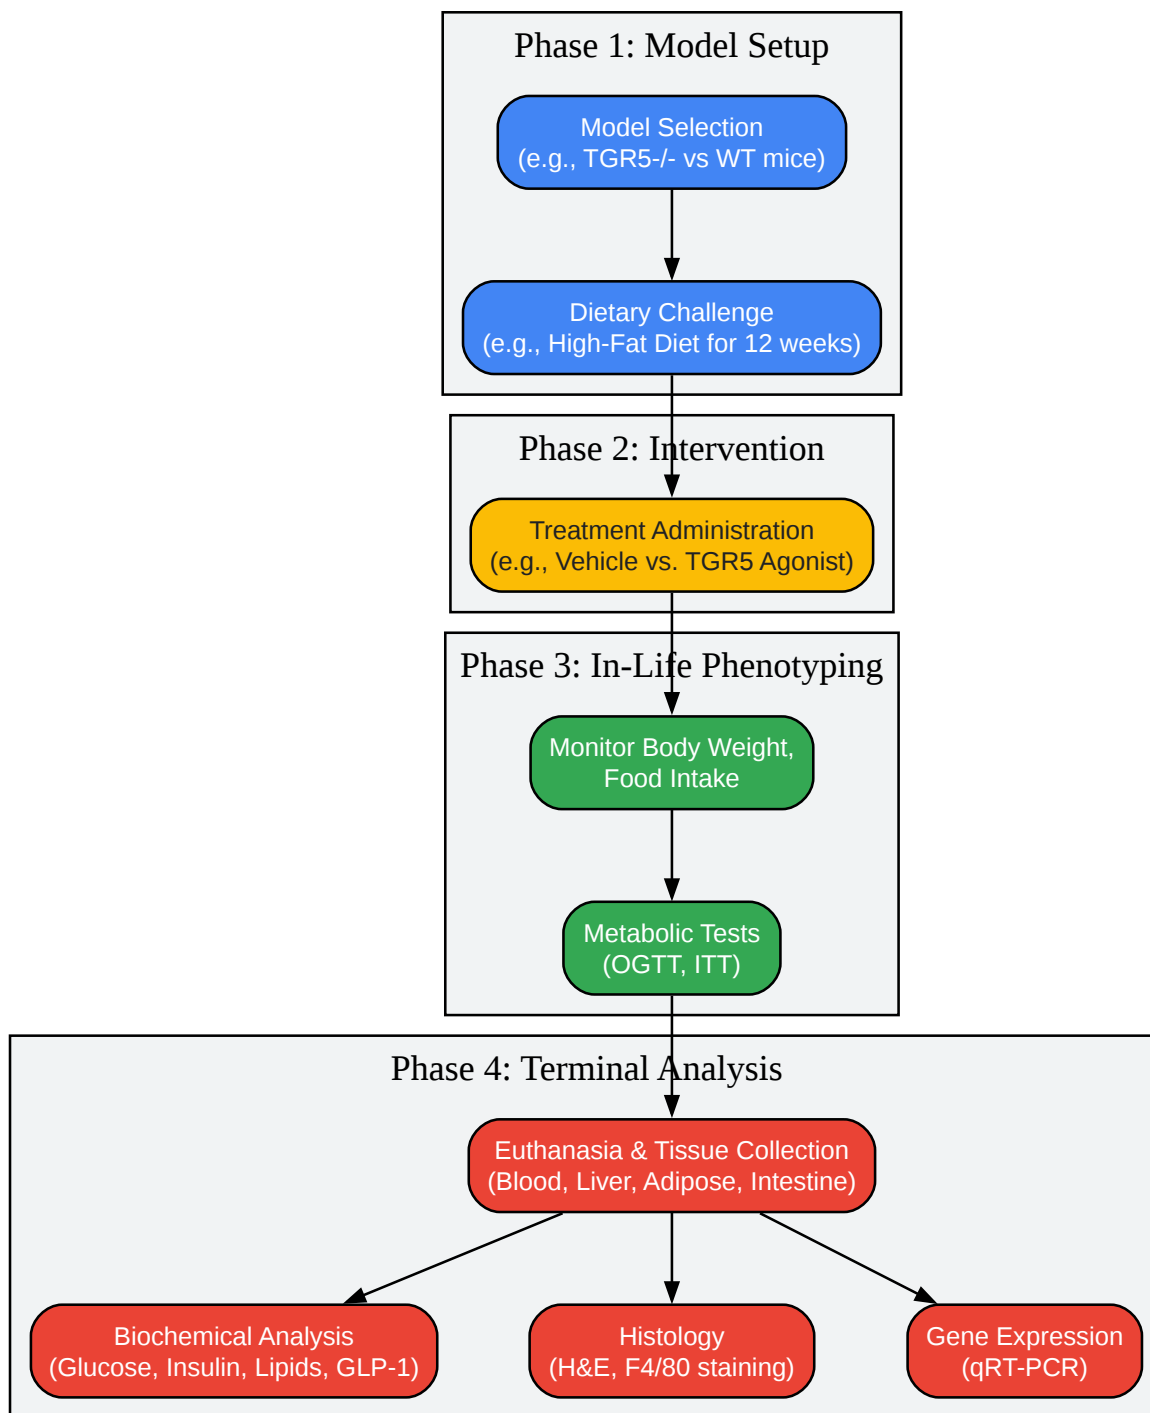 Phase 1: Model Setup
Model Selection
(e.g., TGR5-/- vs WT mice)
Dietary Challenge
(e.g., High-Fat Diet for 12 weeks)
Phase 2: Intervention
Treatment Administration
(e.g., Vehicle vs. TGR5 Agonist)
Phase 3: In-Life Phenotyping
Monitor Body Weight,
Food Intake
Metabolic Tests
(OGTT, ITT)
Phase 4: Terminal Analysis
Euthanasia & Tissue Collection
(Blood, Liver, Adipose, Intestine)
Biochemical Analysis
(Glucose, Insulin, Lipids, GLP-1)
Histology
(H&E, F4/80 staining)
Gene Expression
(qRT-PCR)